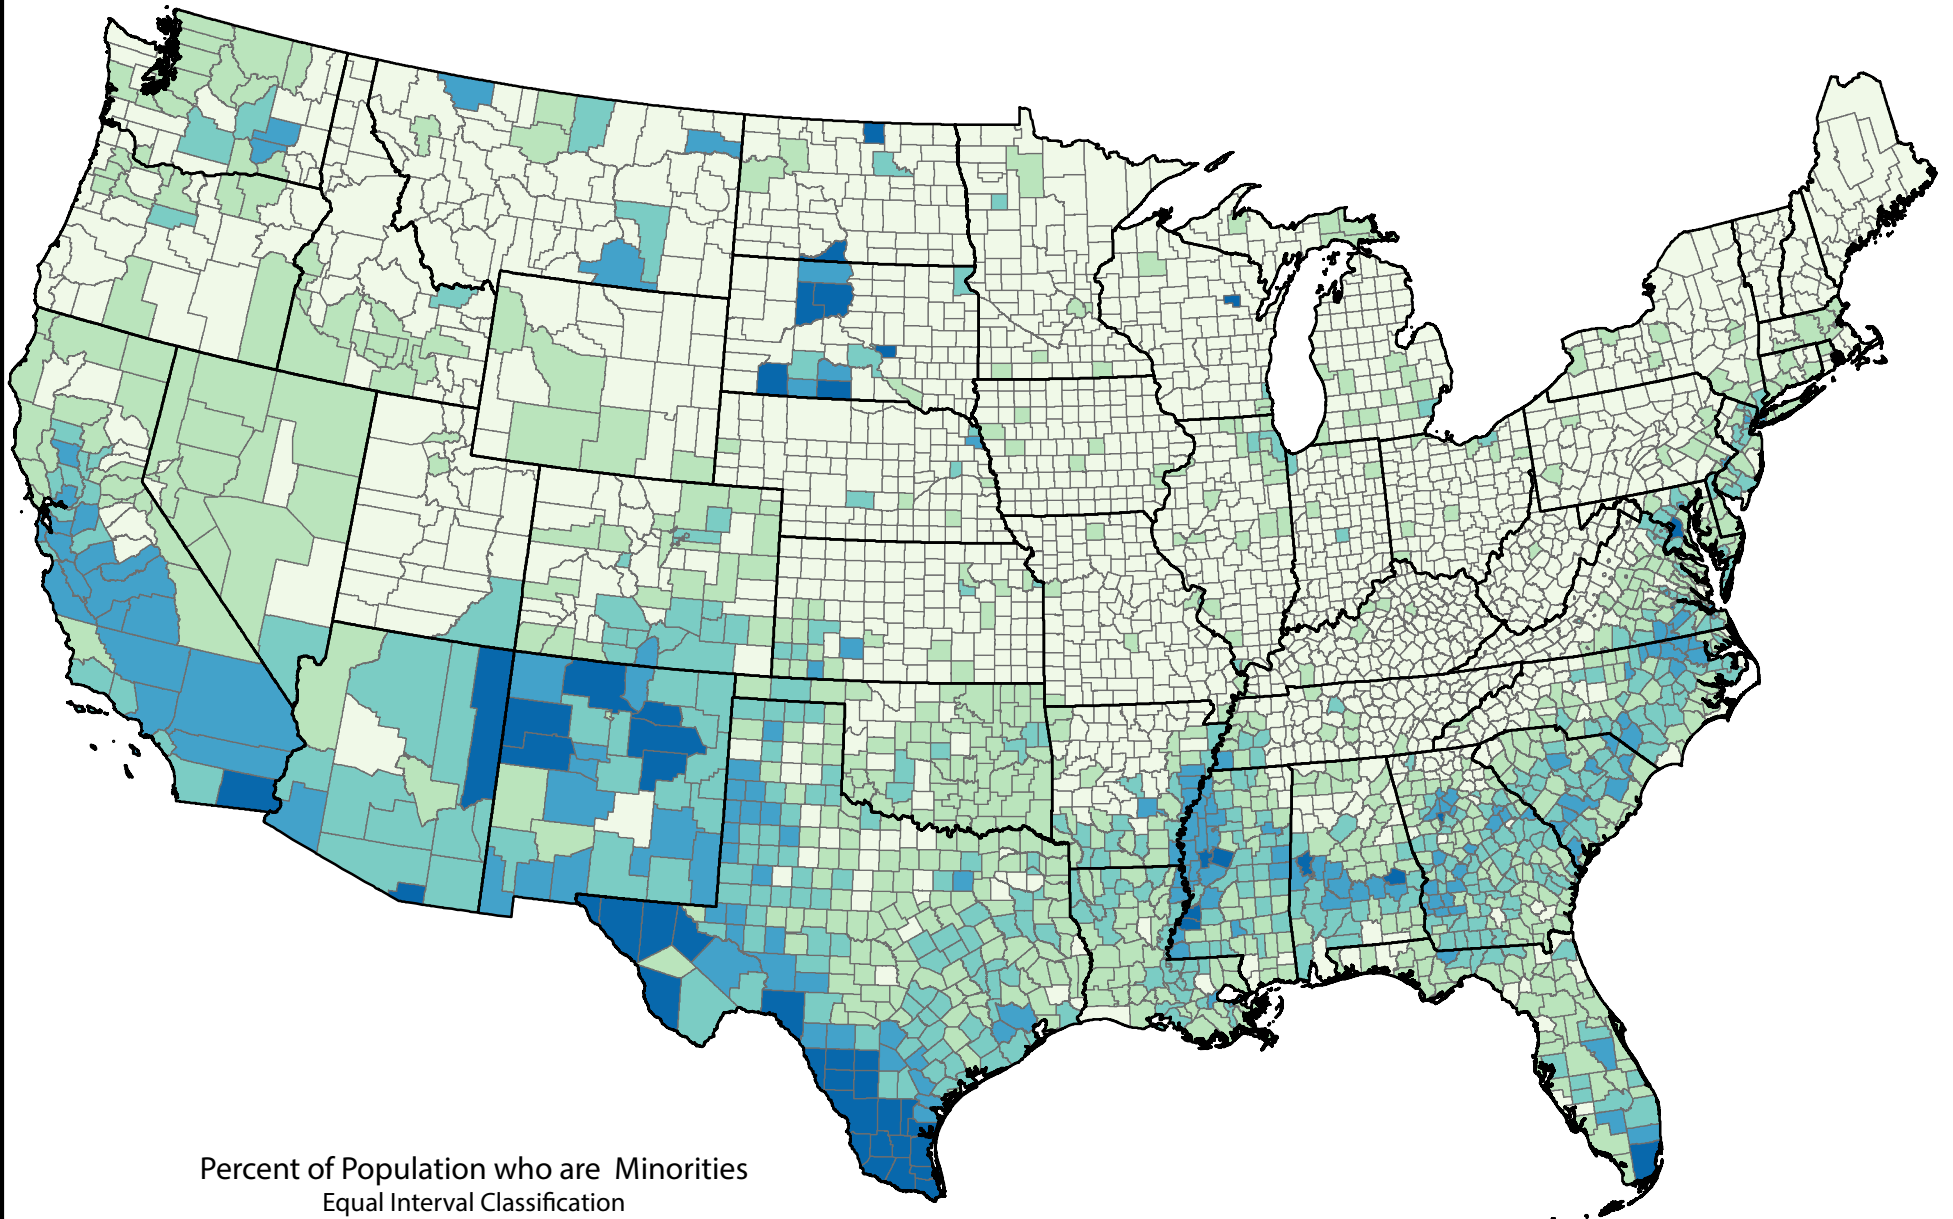 Percent of Population who are Minorities
Equal Interval Classification